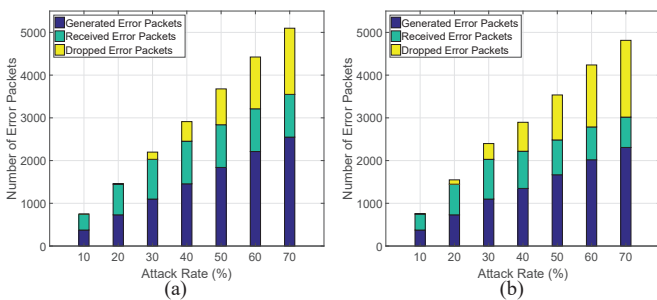 Generated Error Packets
Received Error Packets
Dropped Error Packets
5000
4000
3000
2000
1000
0
Number of Error Packets
10 20 30 40 50 60 70
Attack Rate (%)
(a)
Generated Error Packets
Received Error Packets
Dropped Error Packets
5000
4000
3000
2000
1000
0
Number of Error Packets
10 20 30 40 50 60 70
Attack Rate (%)
(b)